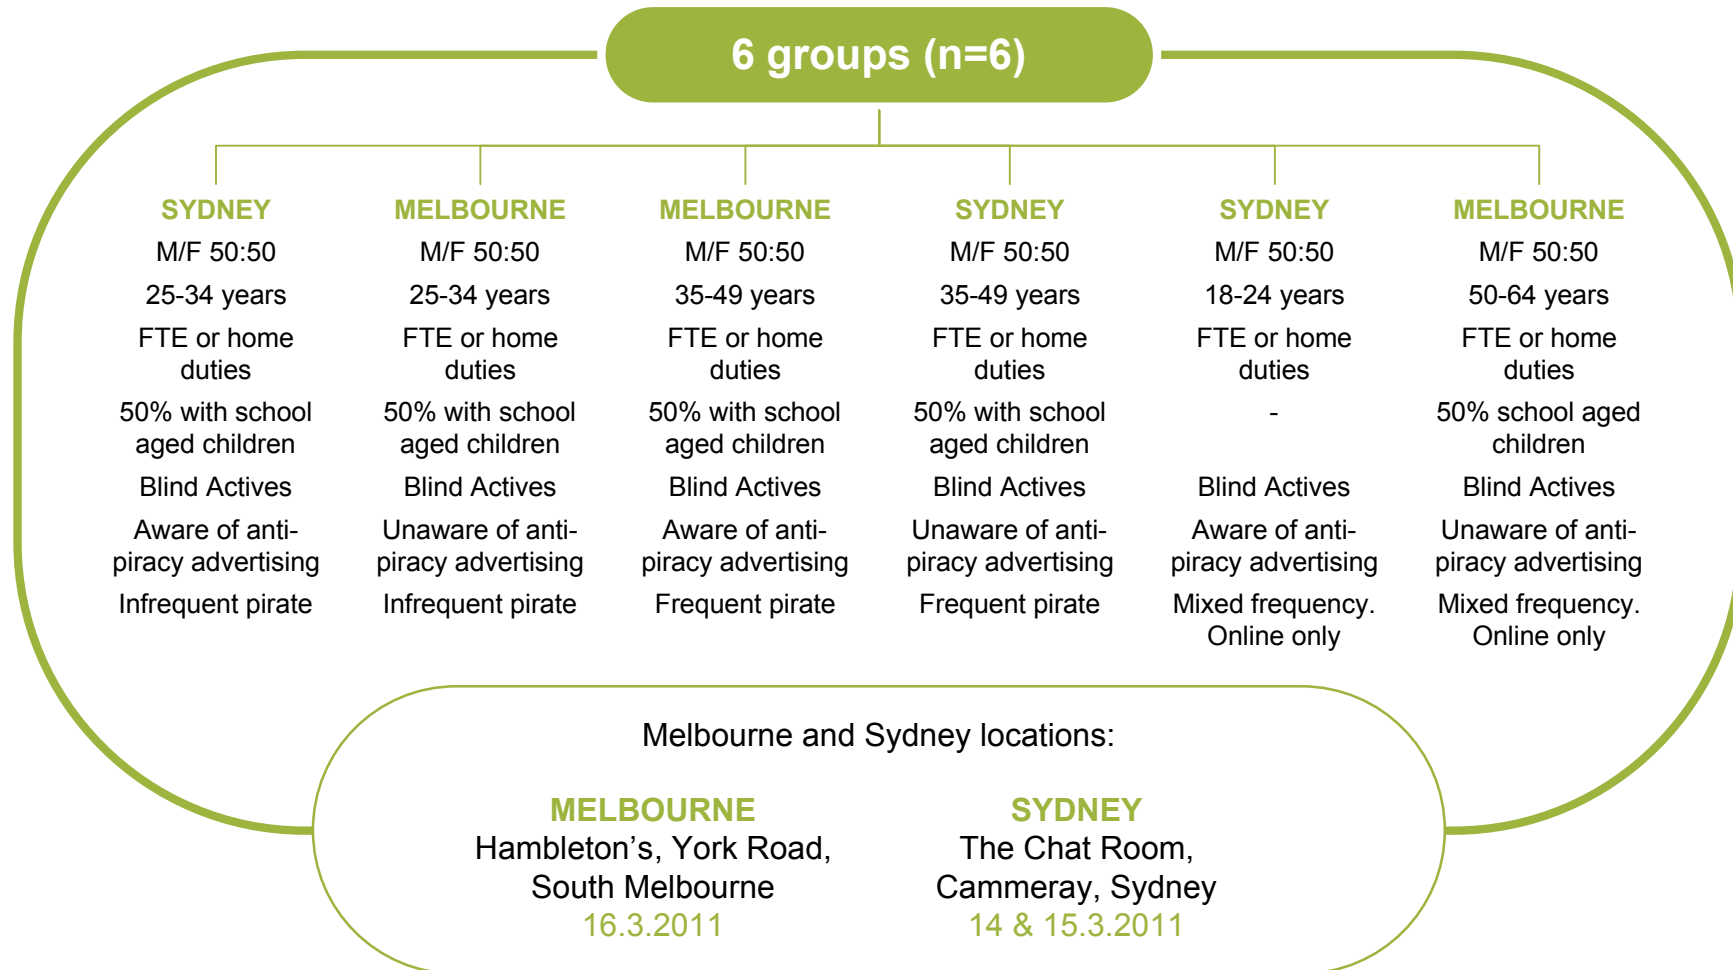 6 groups (n=6)
SYDNEY
M/F 50:50
25-34 years
FTE or home
duties
50% with school
aged children
Blind Actives
Aware of anti-
piracy advertising
Infrequent pirate
MELBOURNE
M/F 50:50
25-34 years
FTE or home
duties
50% with school
aged children
Blind Actives
Unaware of anti-
piracy advertising
Infrequent pirate
MELBOURNE
M/F 50:50
35-49 years
FTE or home
duties
50% with school
aged children
Blind Actives
Aware of anti-
piracy advertising
Frequent pirate
SYDNEY
M/F 50:50
35-49 years
FTE or home
duties
50% with school
aged children
Blind Actives
Unaware of anti-
piracy advertising
Frequent pirate
SYDNEY
M/F 50:50
18-24 years
FTE or home
duties
-
Blind Actives
Aware of anti-
piracy advertising
Mixed frequency.
Online only
MELBOURNE
M/F 50:50
50-64 years
FTE or home
duties
50% school aged
children
Blind Actives
Unaware of anti-
piracy advertising
Mixed frequency.
Online only
Melbourne and Sydney locations:
MELBOURNE
Hambleton’s, York Road,
South Melbourne
16.3.2011
SYDNEY
The Chat Room,
Cammeray, Sydney
14 & 15.3.2011